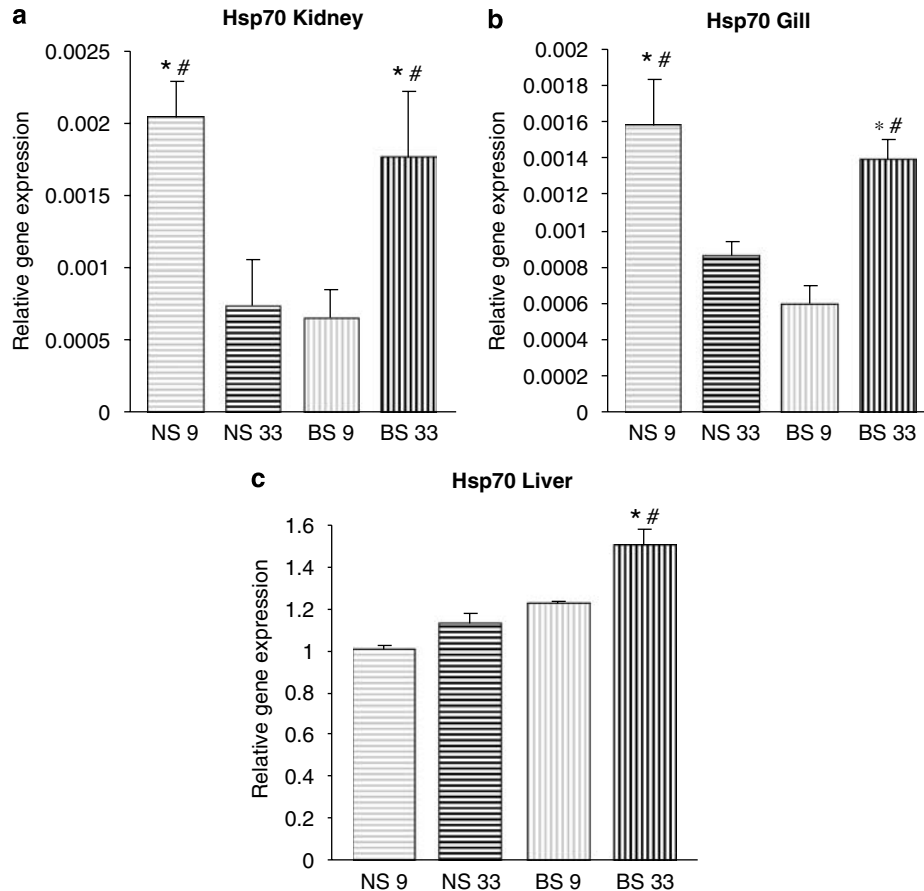 a
Hsp70 Kidney
Relative gene expression
0.0025
0.002
0.0015
0.001
0.0005
0
* #
* #
NS 9 NS 33 BS 9 BS 33
b
Hsp70 Gill
Relative gene expression
0.002
0.0018
0.0016
0.0014
0.0012
0.001
0.0008
0.0006
0.0004
0.0002
0
* #
* #
NS 9 NS 33 BS 9 BS 33
c
Hsp70 Liver
Relative gene expression
1.6
1.4
1.2
1
0.8
0.6
0.4
0.2
0
* #
NS 9 NS 33 BS 9 BS 33